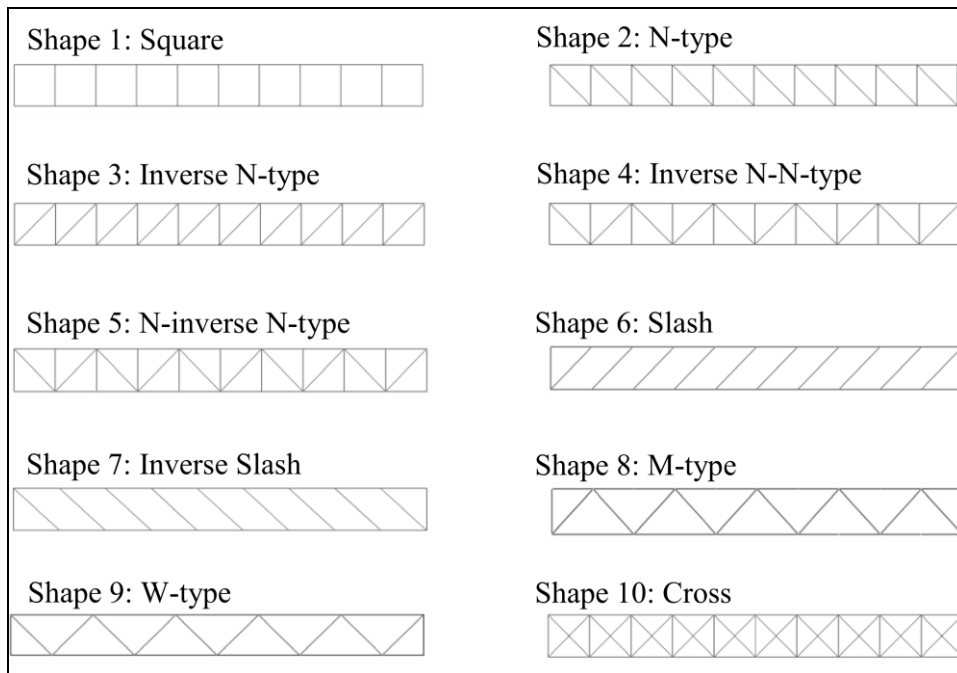 Shape 1: Square
Shape 2: N-type
Shape 3: Inverse N-type
Shape 4: Inverse N-N-type
Shape 5: N-inverse N-type
Shape 6: Slash
Shape 7: Inverse Slash
Shape 8: M-type
Shape 9: W-type
Shape 10: Cross